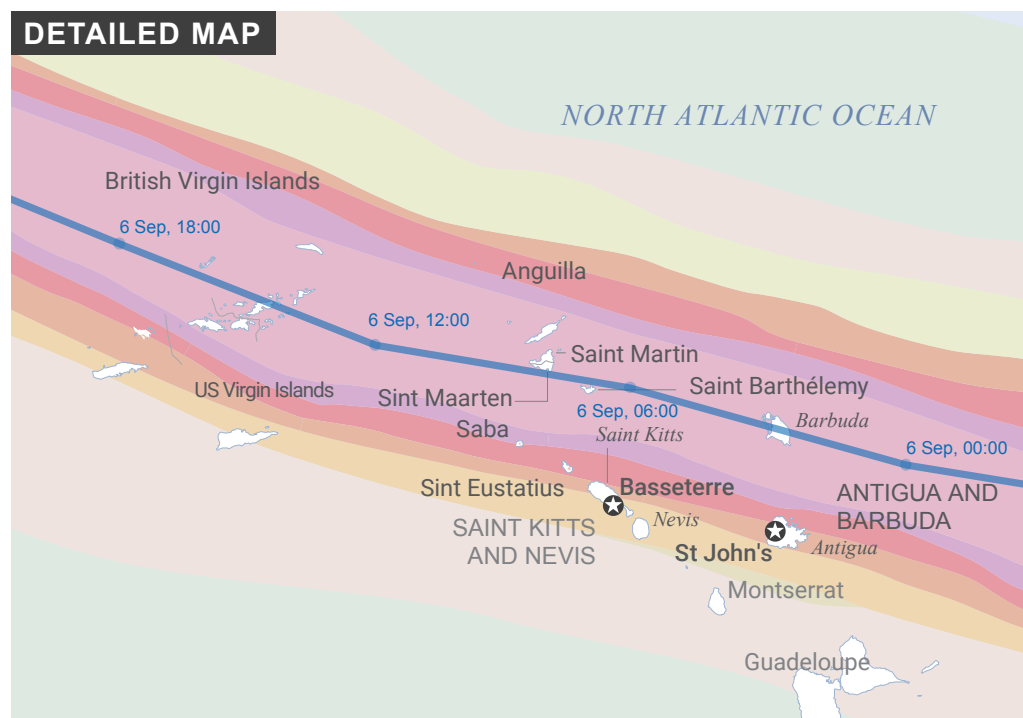 DETAILED MAP
NORTH ATLANTIC OCEAN
British Virgin Islands
6 Sep, 18:00
Anguilla
6 Sep, 12:00
Saint Martin
US Virgin Islands
Sint Maarten
Saint Barthélemy
6 Sep, 06:00
Barbuda
Saba
Saint Kitts
6 Sep, 00:00
Sint Eustatius
Basseterre
ANTIGUA AND
BARBUDA
SAINT KITTS
AND NEVIS
Nevis
St John's
Antigua
Montserrat
Guadeloupe